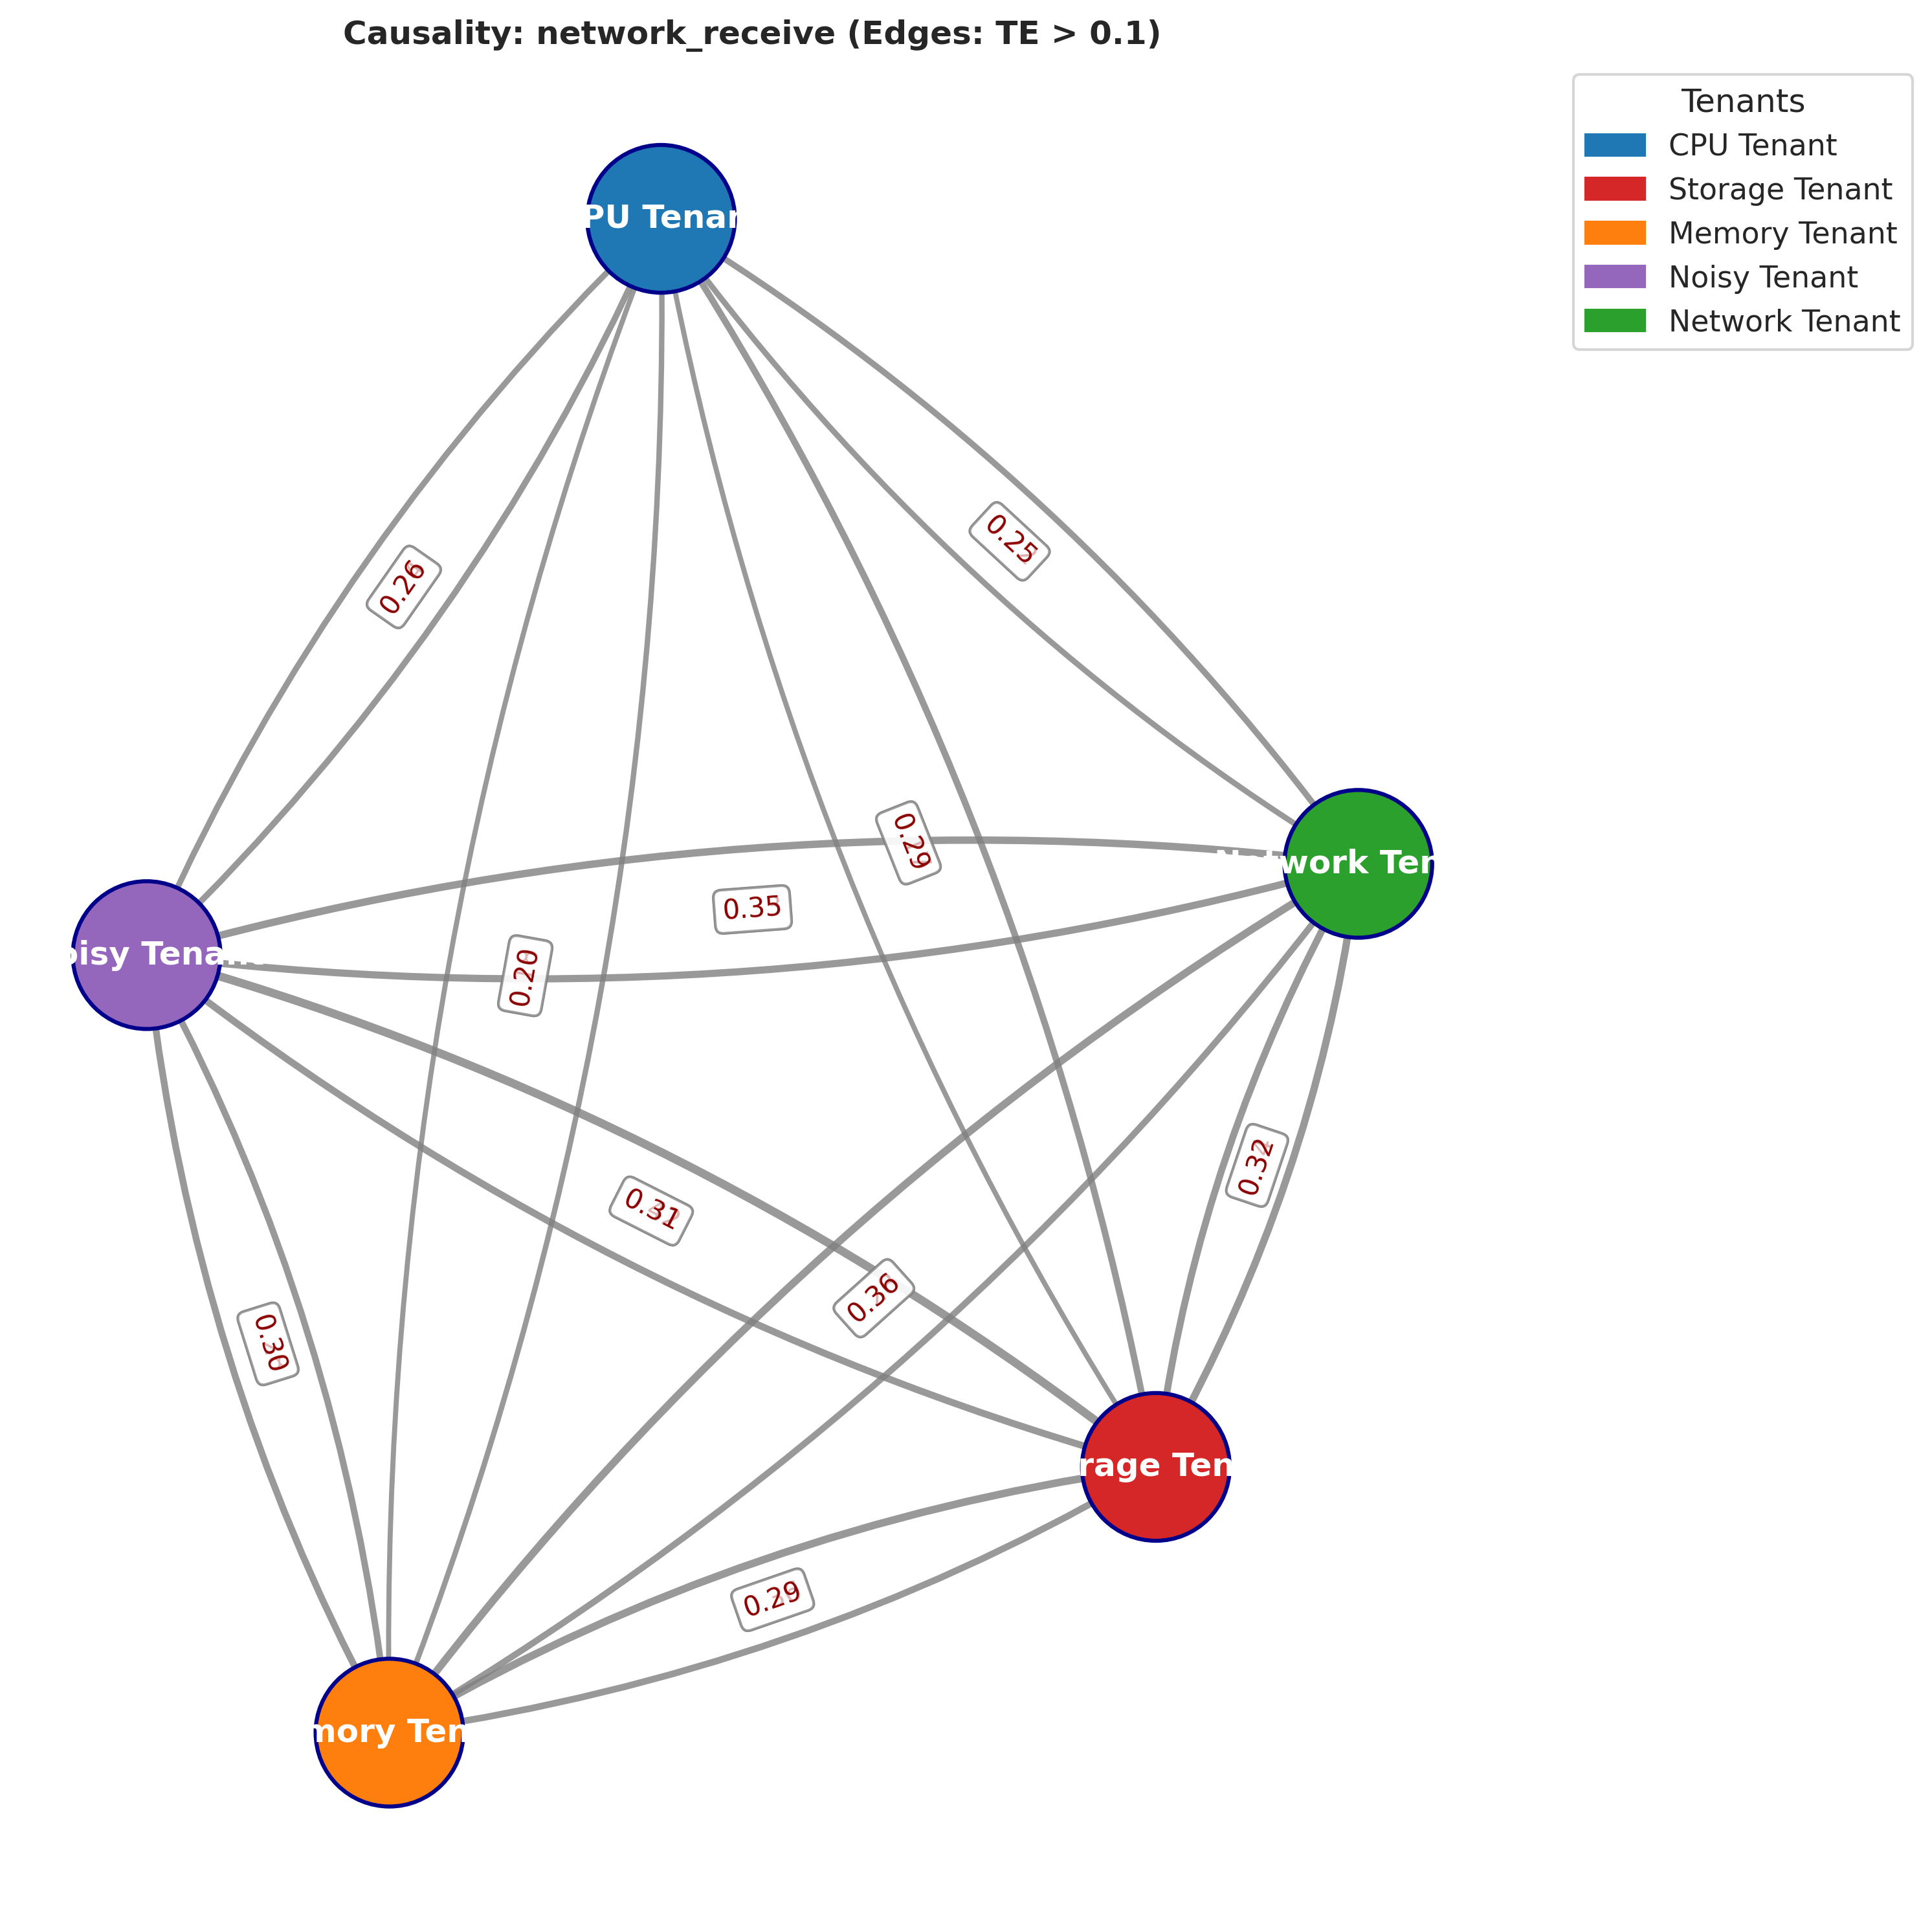 Causality: network_receive (Edges: TE > 0.1)
Tenants
CPU Tenant
Storage Tenant
Memory Tenant
Noisy Tenant
Network Tenant
PU Tenan
0.25
0.26
0.29
work Ten
0.35
oisy Tena
0.20
0.32
0.31
0.36
0.30
rage Ten
0.29
mory Ten